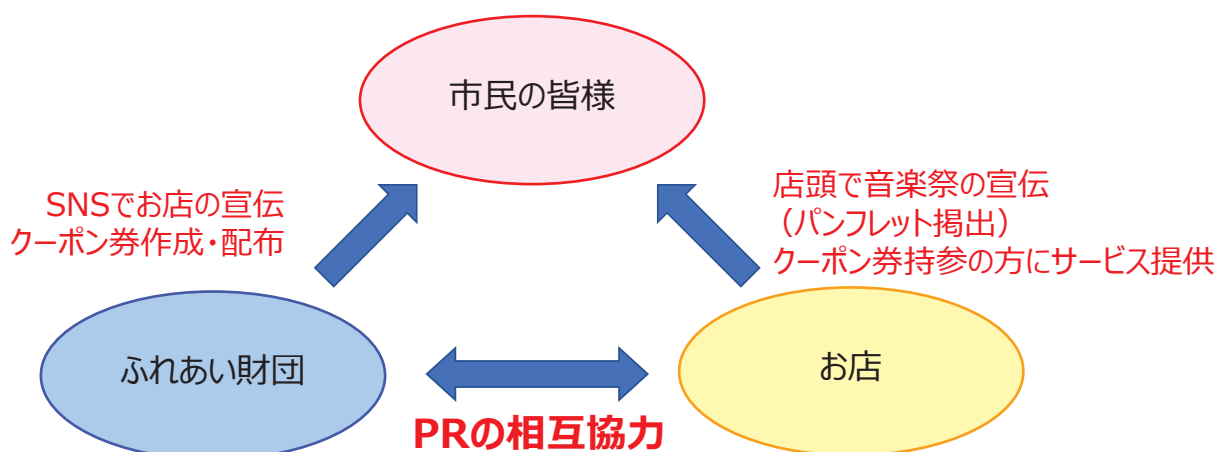 市民の皆様
SNSでお店の宣伝
クーポン券作成・配布
店頭で音楽祭の宣伝
（パンフレット掲出）
クーポン券持参の方にサービス提供
ふれあい財団
お店
PRの相互協力